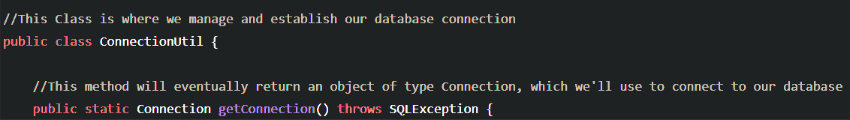 //This Class is where we manage and establish our database connection
public class ConnectionUtil {
//This method will eventually return an object of type Connection, which we'll use to connect to our database
public static Connection getConnection() throws SQLException {